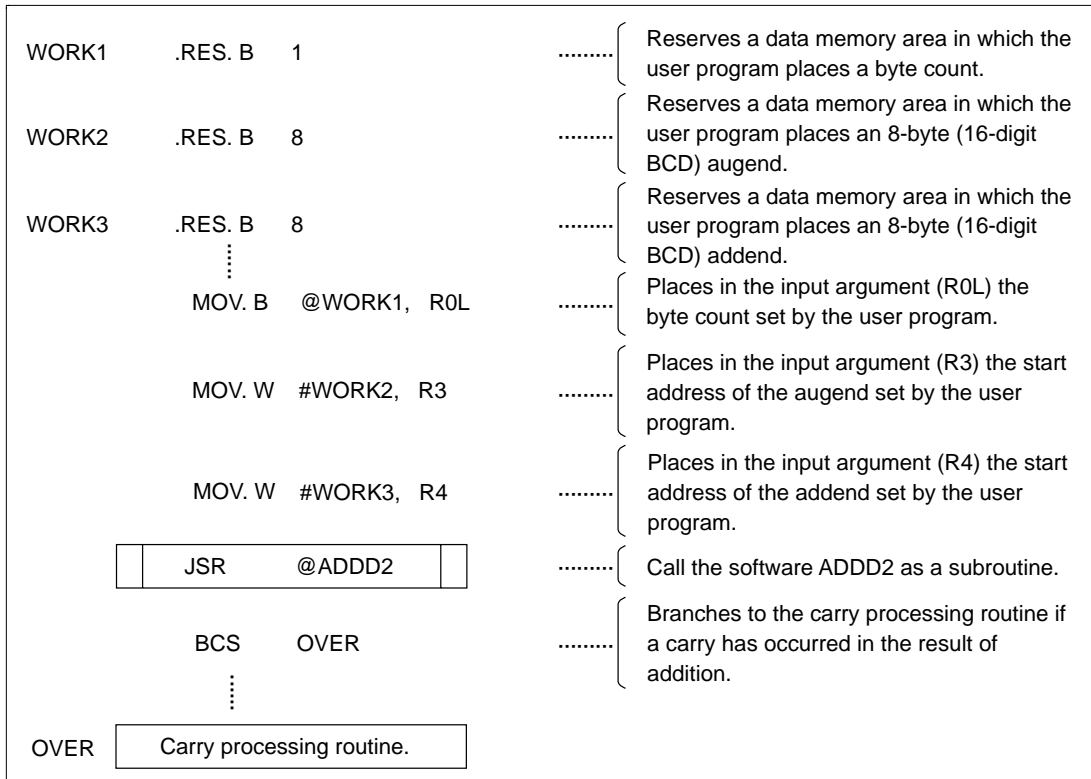 WORK1 .RES. B 1 ......... Reserves a data memory area in which the
user program places a byte count.
WORK2 .RES. B 8 ......... Reserves a data memory area in which the
user program places an 8-byte (16-digit
BCD) augend.
WORK3 .RES. B 8 ......... Reserves a data memory area in which the
user program places an 8-byte (16-digit
BCD) addend.
MOV. B @WORK1, R0L ......... Places in the input argument (R0L) the
byte count set by the user program.
MOV. W #WORK2, R3 ......... Places in the input argument (R3) the start
address of the augend set by the user
program.
MOV. W #WORK3, R4 ......... Places in the input argument (R4) the start
address of the addend set by the user
program.
JSR @ADDD2 ......... Call the software ADDD2 as a subroutine.
BCS OVER ......... Branches to the carry processing routine if
a carry has occurred in the result of
addition.
OVER Carry processing routine.